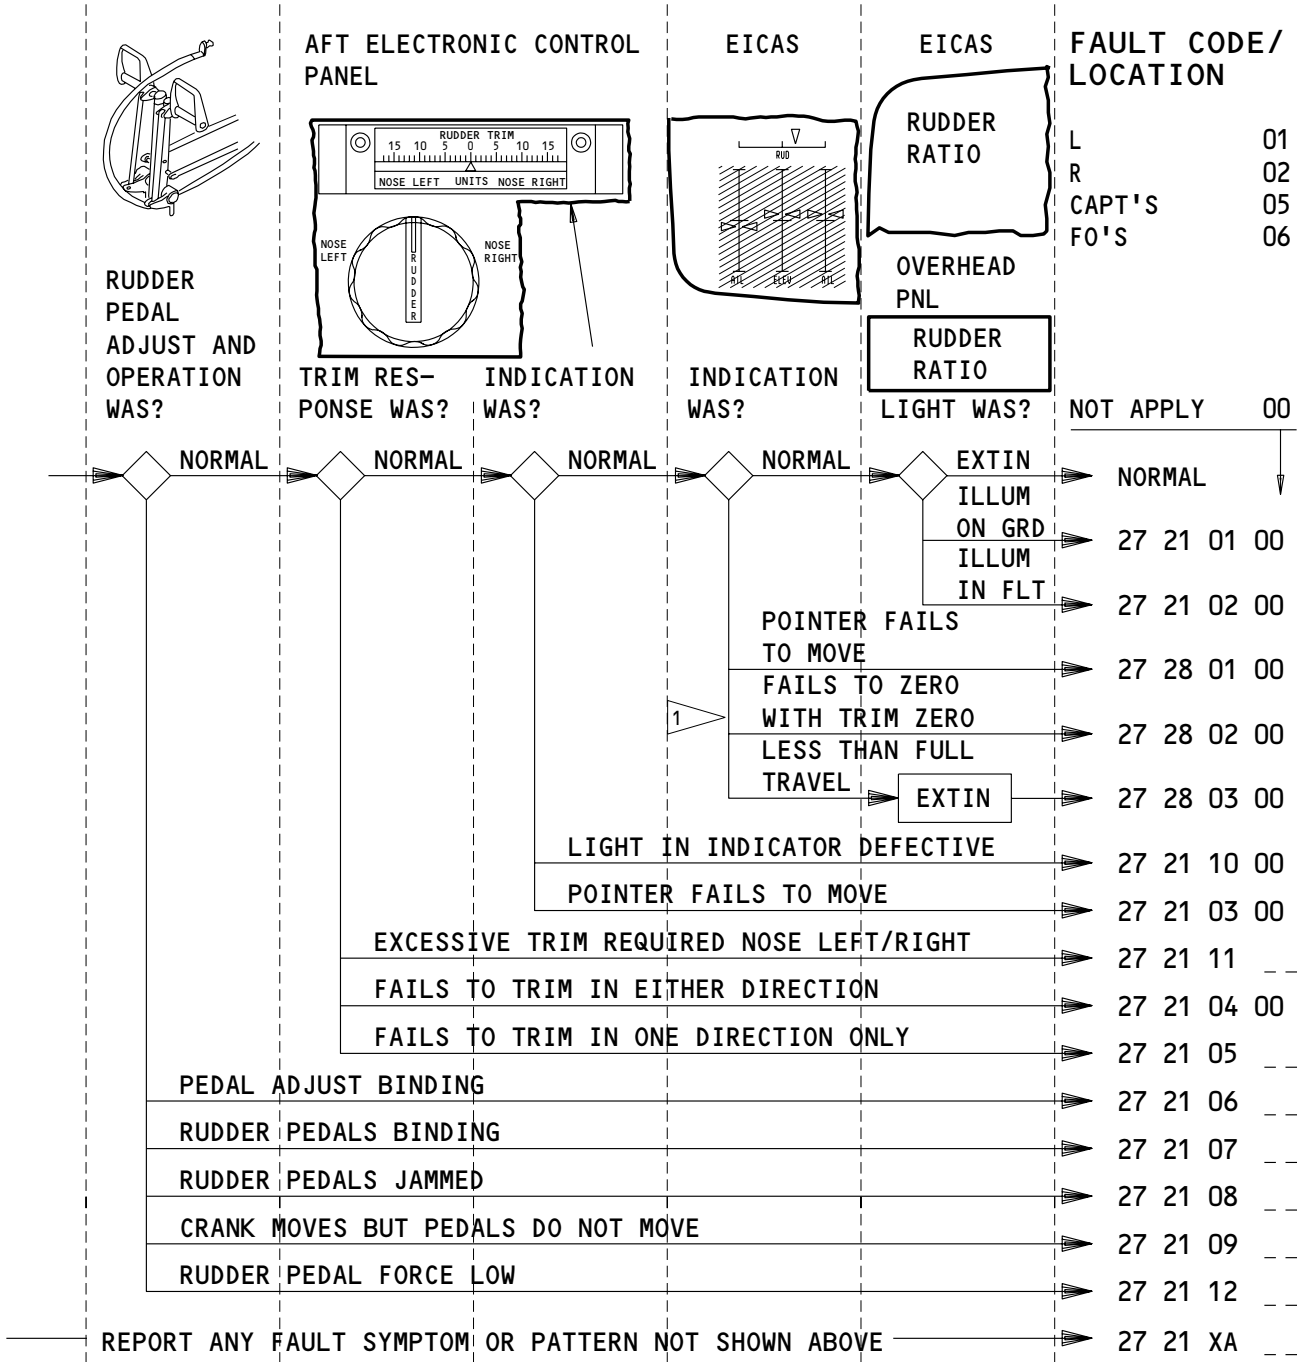 AFT ELECTRONIC CONTROL
PANEL
EICAS
EICAS
FAULT CODE/
LOCATION
RUDDER TRIM
15 10 5 0 5 10 15
NOSE LEFT UNITS NOSE RIGHT
NOSE
LEFT
RUDDER
NOSE
RIGHT
RUD
AIL ELEV AIL
RUDDER
RATIO
L 01
R 02
CAPT'S 05
FO'S 06
OVERHEAD
PNL
RUDDER
RATIO
RUDDER
PEDAL
ADJUST AND
OPERATION
WAS?
TRIM RES-
PONSE WAS?
INDICATION
WAS?
INDICATION
WAS?
LIGHT WAS?
NOT APPLY 00
NORMAL NORMAL NORMAL NORMAL EXTIN NORMAL
ILLUM
ON GRD 27 21 01 00
ILLUM
IN FLT 27 21 02 00
POINTER FAILS
TO MOVE 27 28 01 00
FAILS TO ZERO
1 WITH TRIM ZERO 27 28 02 00
LESS THAN FULL
TRAVEL EXTIN 27 28 03 00
LIGHT IN INDICATOR DEFECTIVE 27 21 10 00
POINTER FAILS TO MOVE 27 21 03 00
EXCESSIVE TRIM REQUIRED NOSE LEFT/RIGHT 27 21 11 _ _
FAILS TO TRIM IN EITHER DIRECTION 27 21 04 00
FAILS TO TRIM IN ONE DIRECTION ONLY 27 21 05 _ _
PEDAL ADJUST BINDING 27 21 06 _ _
RUDDER PEDALS BINDING 27 21 07 _ _
RUDDER PEDALS JAMMED 27 21 08 _ _
CRANK MOVES BUT PEDALS DO NOT MOVE 27 21 09 _ _
RUDDER PEDAL FORCE LOW 27 21 12 _ _
REPORT ANY FAULT SYMPTOM OR PATTERN NOT SHOWN ABOVE 27 21 XA _ _